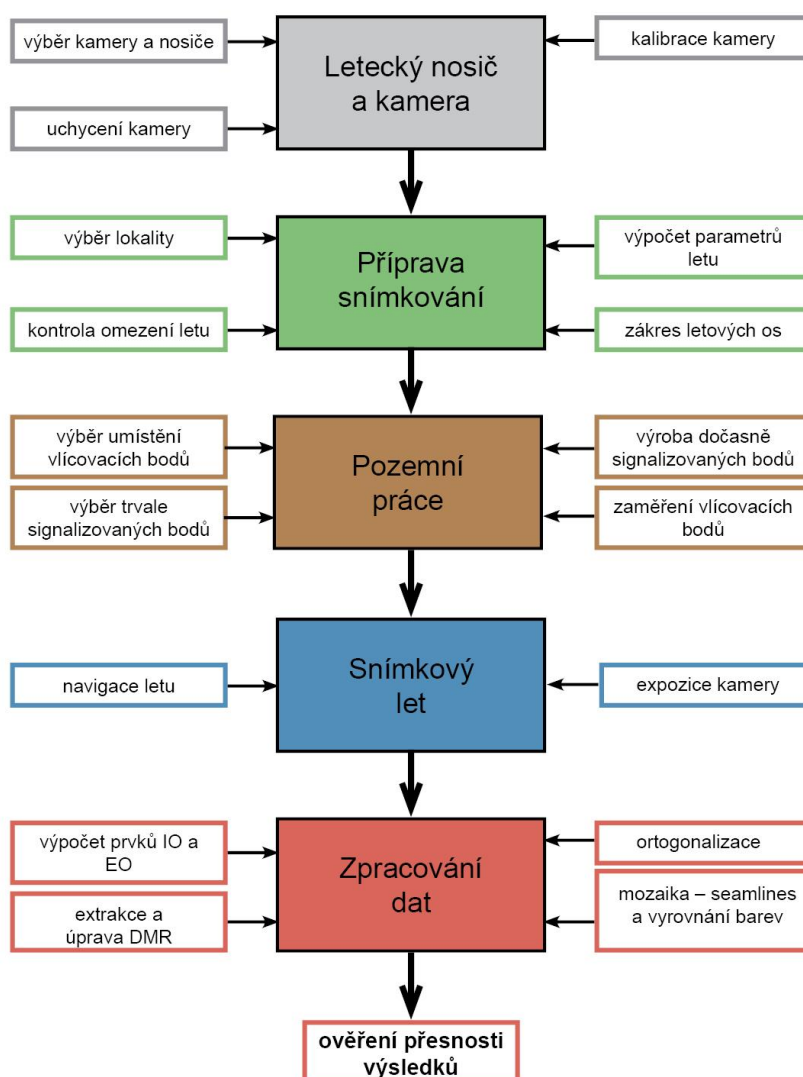 výběr kamery a nosiče
kalibrace kamery
Letecký nosič
a kamera
uchycení kamery
výběr lokality
výpočet parametrů
letu
Příprava
snímkování
kontrola omezení letu
zákres letových os
výběr umístění
vlícovacích bodů
výroba dočasně
signalizovaných bodů
Pozemní
práce
výběr trvale
signalizovaných bodů
zaměření vlícovacích
bodů
Snímkový
let
navigace letu
expozice kamery
výpočet prvků IO a
EO
ortogonalizace
Zpracování
dat
extrakce a
úprava DMR
mozaika – seamlines
a vyrovnání barev
ověření přesnosti
výsledků